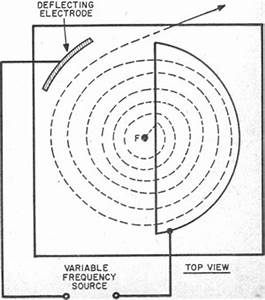 DEFLECTING
ELECTRODE
F
TOP VIEW
VARIABLE
FREQUENCY
SOURCE